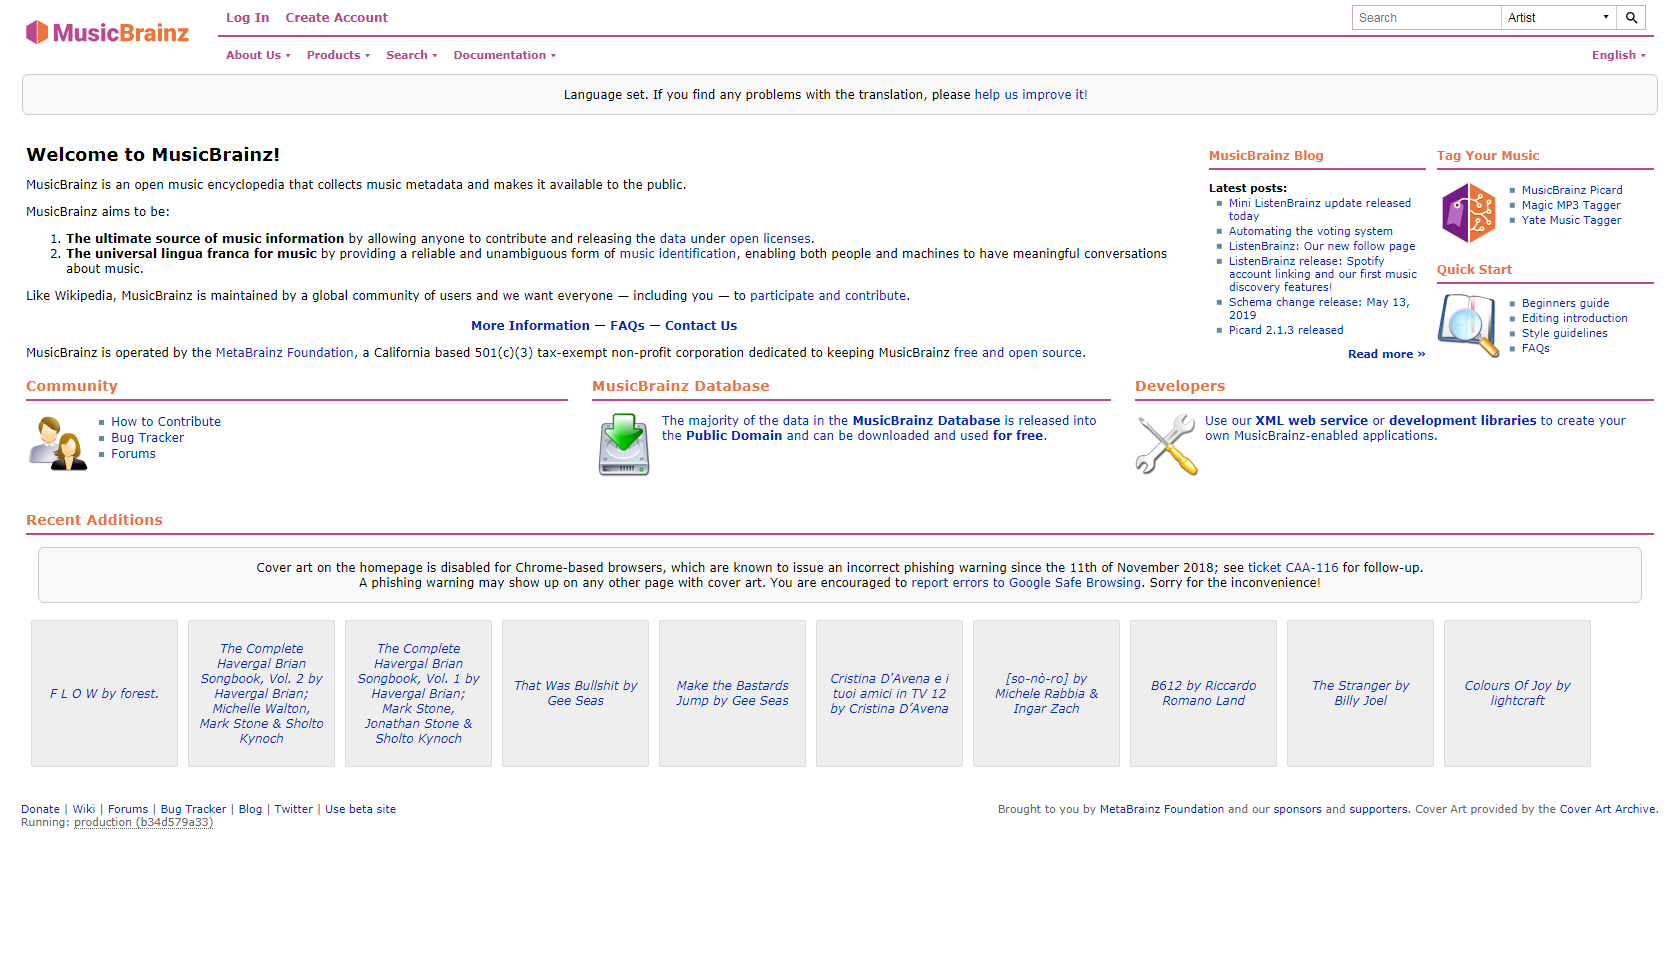 MusicBrainz
Log In Create Account
Search Artist
About Us Products Search Documentation
English
Language set. If you find any problems with the translation, please help us improve it!
Welcome to MusicBrainz!
MusicBrainz is an open music encyclopedia that collects music metadata and makes it available to the public.
MusicBrainz aims to be:
1. The ultimate source of music information by allowing anyone to contribute and releasing the data under open licenses.
2. The universal lingua franca for music by providing a reliable and unambiguous form of music identification, enabling both people and machines to have meaningful conversations
about music.
Like Wikipedia, MusicBrainz is maintained by a global community of users and we want everyone — including you — to participate and contribute.
More Information — FAQs — Contact Us
MusicBrainz is operated by the MetaBrainz Foundation, a California based 501(c)(3) tax-exempt non-profit corporation dedicated to keeping MusicBrainz free and open source.
MusicBrainz Blog
Latest posts:
Mini ListenBrainz update released
today
Automating the voting system
ListenBrainz: Our new follow page
ListenBrainz release: Spotify
account linking and our first music
discovery features!
Schema change release: May 13,
2019
Picard 2.1.3 released
Read more »
Tag Your Music
MusicBrainz Picard
Magic MP3 Tagger
Yate Music Tagger
Quick Start
Beginners guide
Editing introduction
Style guidelines
FAQs
Community
How to Contribute
Bug Tracker
Forums
MusicBrainz Database
The majority of the data in the MusicBrainz Database is released into
the Public Domain and can be downloaded and used for free.
Developers
Use our XML web service or development libraries to create your
own MusicBrainz-enabled applications.
Recent Additions
Cover art on the homepage is disabled for Chrome-based browsers, which are known to issue an incorrect phishing warning since the 11th of November 2018; see ticket CAA-116 for follow-up.
A phishing warning may show up on any other page with cover art. You are encouraged to report errors to Google Safe Browsing. Sorry for the inconvenience!
F L O W by forest.
The Complete
Havergal Brian
Songbook, Vol. 2 by
Havergal Brian;
Michelle Walton,
Mark Stone & Sholto
Kynoch
The Complete
Havergal Brian
Songbook, Vol. 1 by
Havergal Brian;
Mark Stone,
Jonathan Stone &
Sholto Kynoch
That Was Bullshit by
Gee Seas
Make the Bastards
Jump by Gee Seas
Cristina D’Avena e i
tuoi amici in TV 12
by Cristina D’Avena
[so-nò-ro] by
Michele Rabbia &
Ingar Zach
B612 by Riccardo
Romano Land
The Stranger by
Billy Joel
Colours Of Joy by
lightcraft
Donate | Wiki | Forums | Bug Tracker | Blog | Twitter | Use beta site
Running: production (b34d579a33)
Brought to you by MetaBrainz Foundation and our sponsors and supporters. Cover Art provided by the Cover Art Archive.